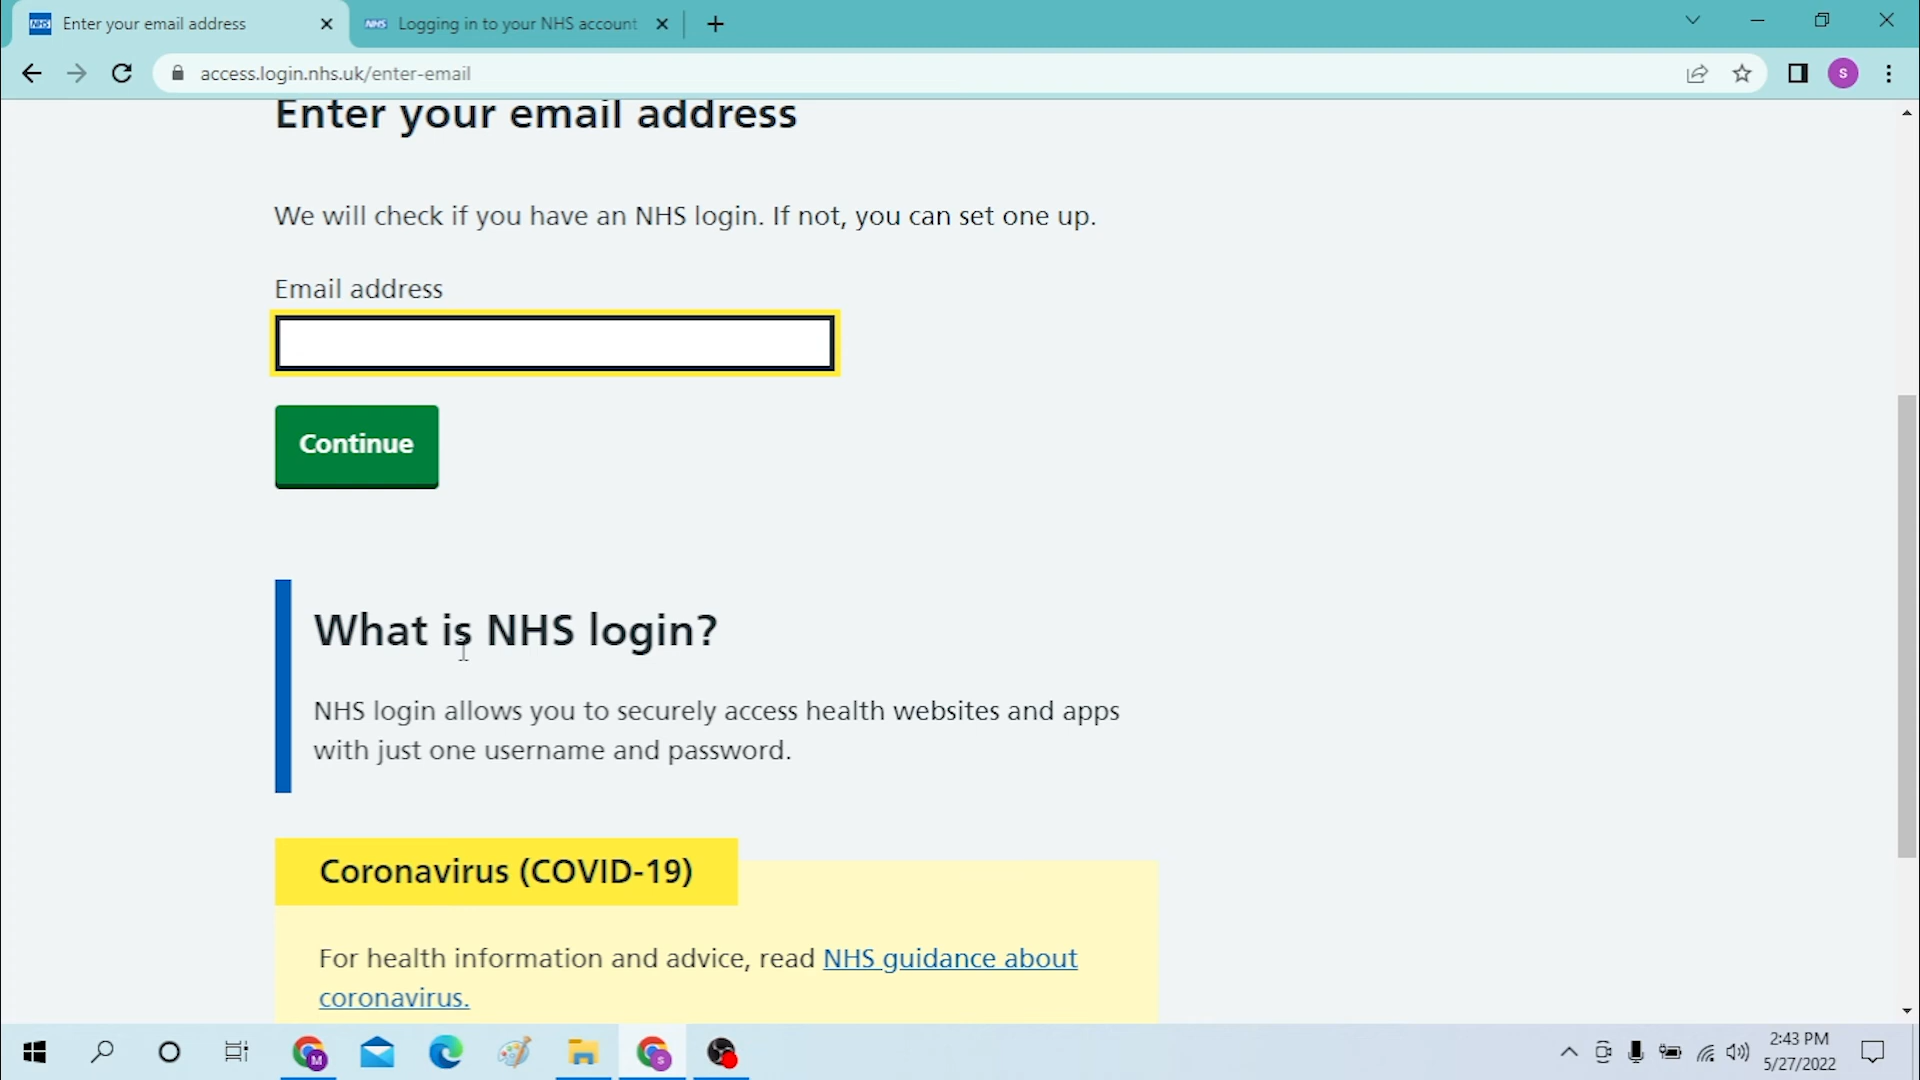 NHS Enter your email address
NHS Logging in to your NHS account
access.login.nhs.uk/enter-email
S
Enter your email address
We will check if you have an NHS login. If not, you can set one up.
Email address
Continue
What is NHS login?
NHS login allows you to securely access health websites and apps
with just one username and password.
Coronavirus (COVID-19)
For health information and advice, read NHS guidance about
coronavirus.
M
S
2:43 PM
5/27/2022